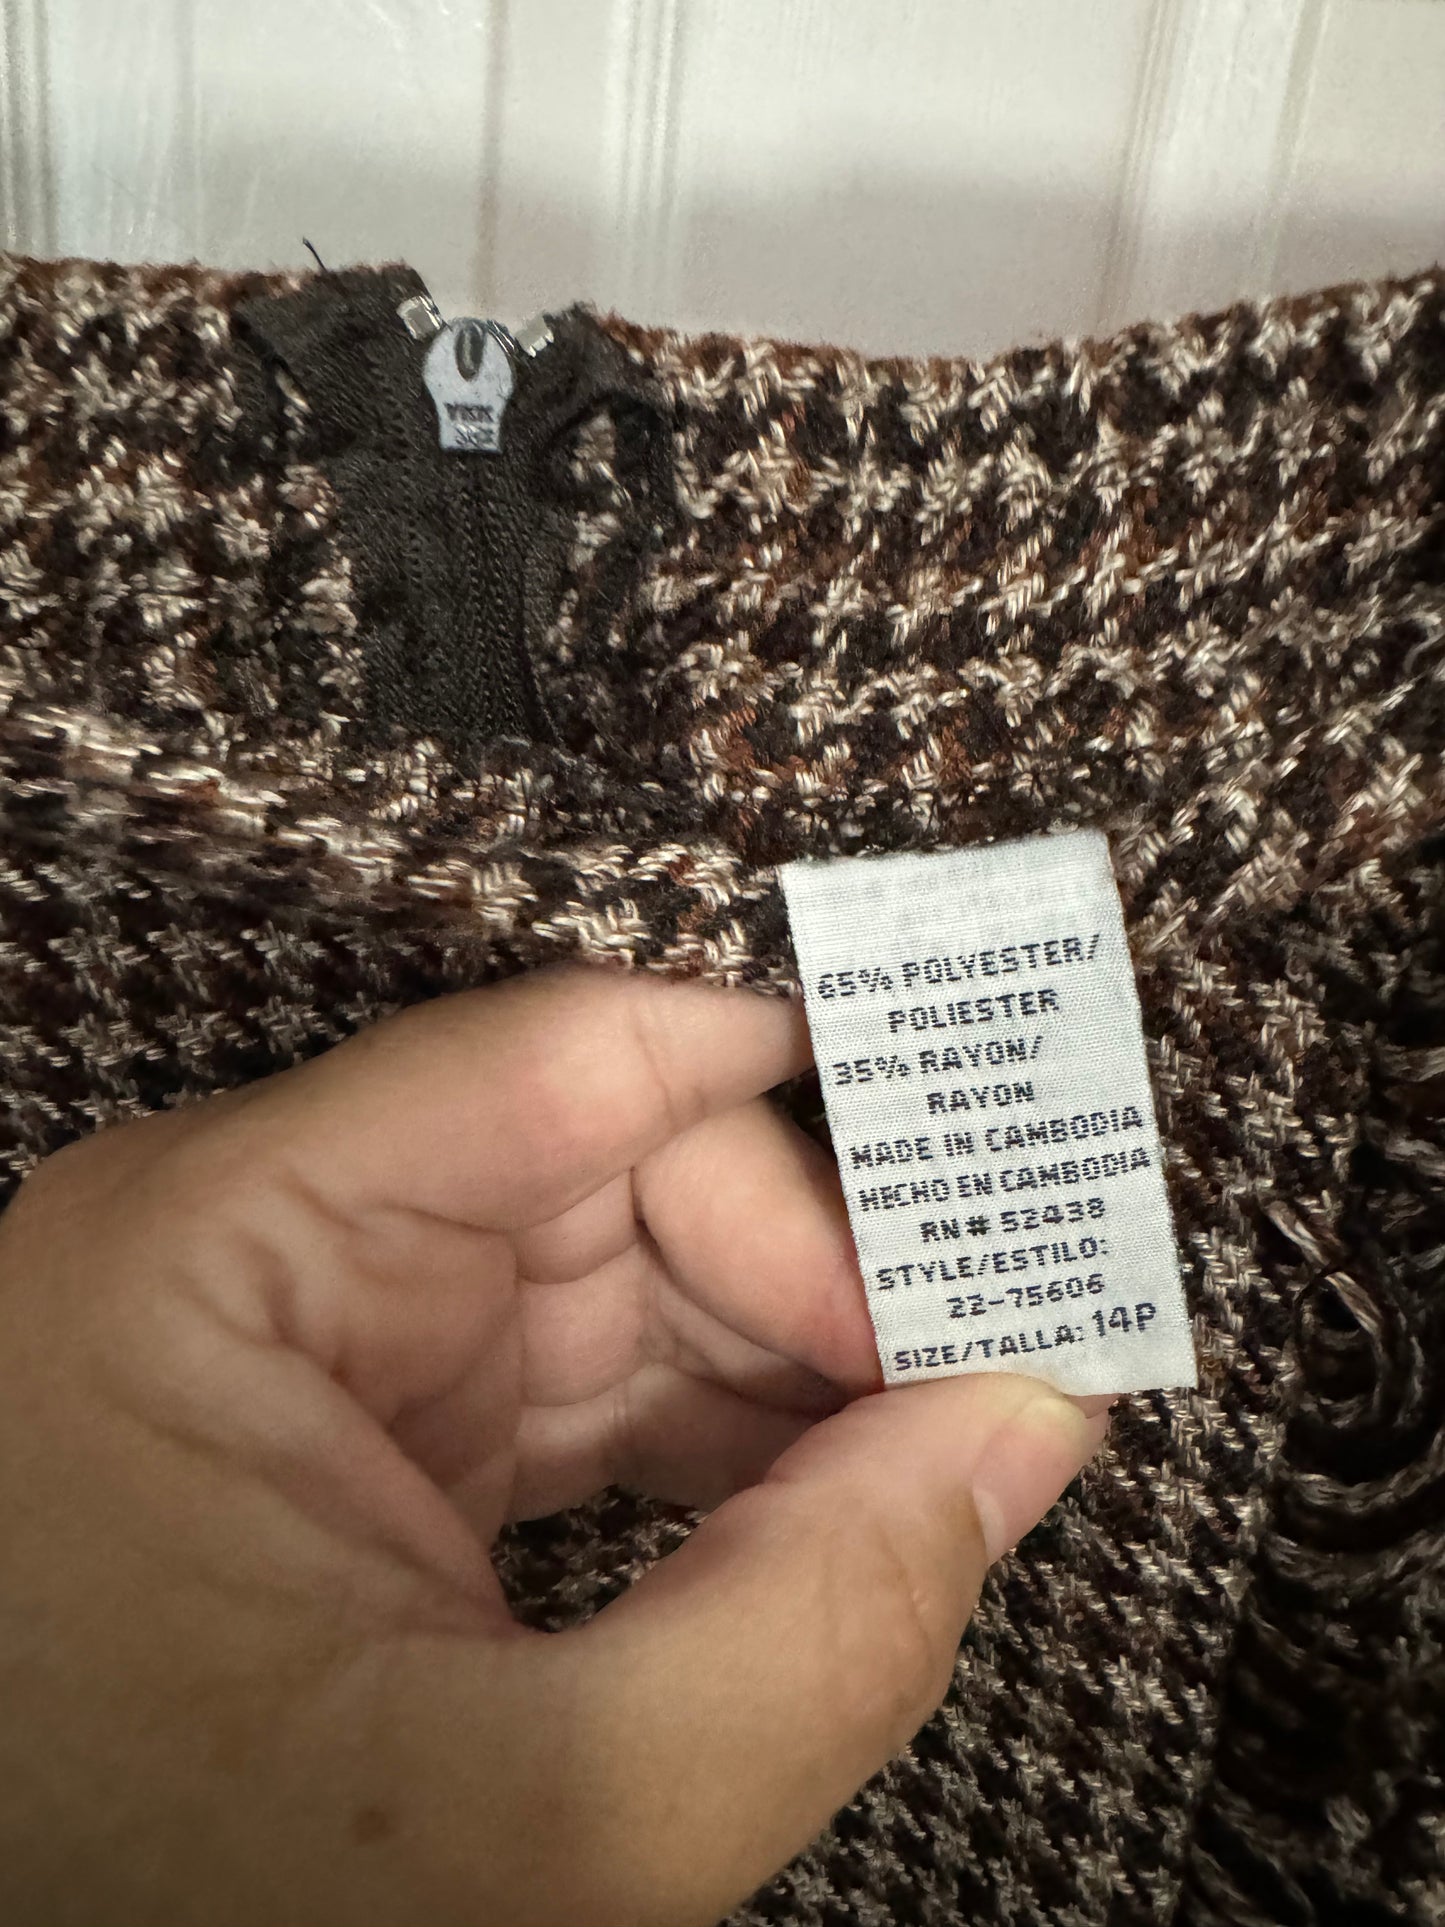 YKK
65% POLYESTER/
POLIESTER
35% RAYON/
RAYON
MADE IN CAMBODIA
HECHO EN CAMBODIA
RN# 52438
STYLE/ESTILO:
22-75606
SIZE/TALLA: 14P